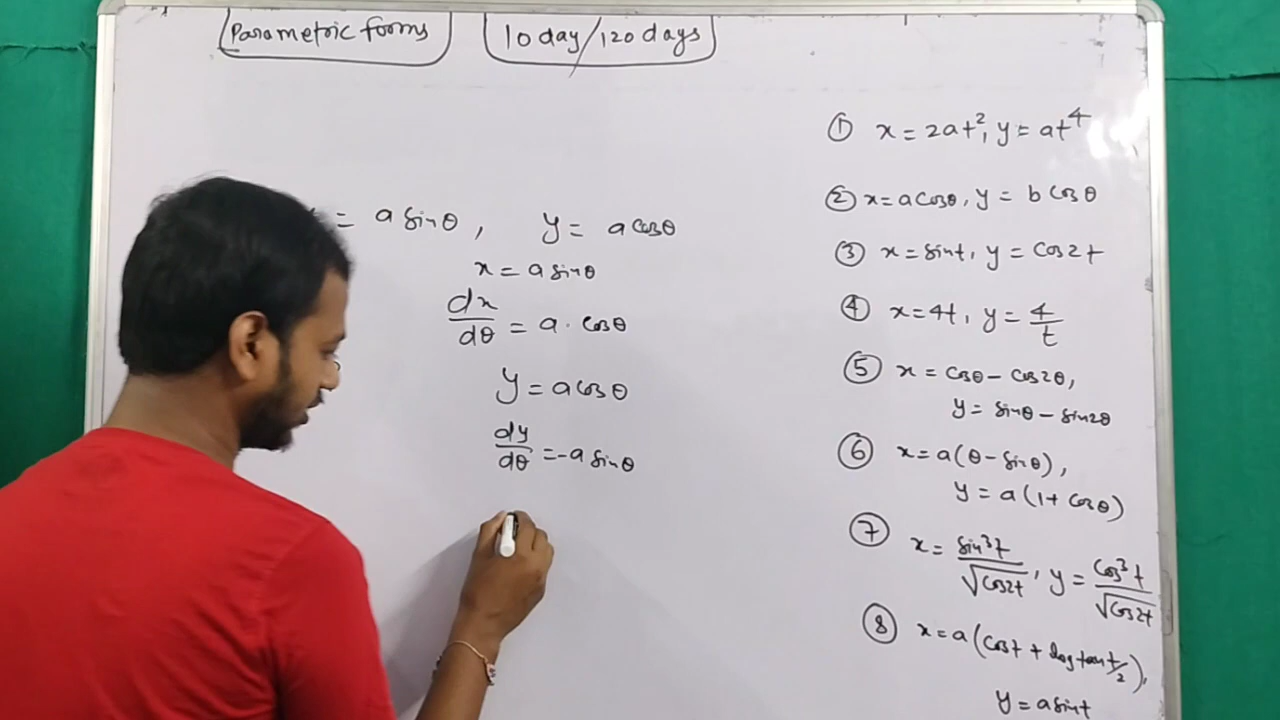 Parametric forms
10 day/120 days
= a sinθ, y = a cosθ
x = a sinθ
dx/dθ = a · cosθ
y = a cosθ
dy/dθ = -a sinθ
① x = 2at², y = at⁴
② x = a cosθ, y = b cosθ
③ x = sint, y = cos2t
④ x = 4t, y = 4/t
⑤ x = cosθ - cos2θ,
y = sinθ - sin2θ
⑥ x = a(θ - sinθ),
y = a(1 + cosθ)
⑦ x = sin³t/√cos2t, y = cos³t/√cos2t
⑧ x = a(cost + log tan t/2),
y = a sint